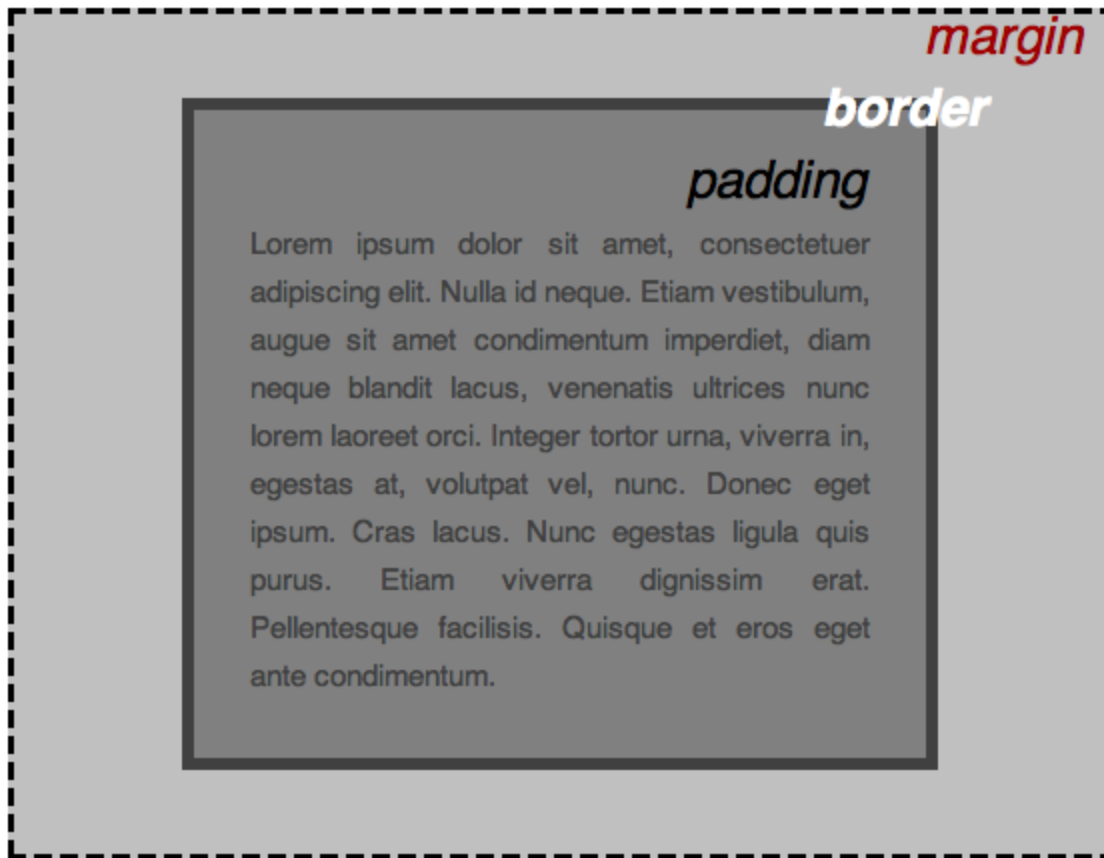 margin
border
padding
Lorem ipsum dolor sit amet, consectetuer
adipiscing elit. Nulla id neque. Etiam vestibulum,
augue sit amet condimentum imperdiet, diam
neque blandit lacus, venenatis ultrices nunc
lorem laoreet orci. Integer tortor urna, viverra in,
egestas at, volutpat vel, nunc. Donec eget
ipsum. Cras lacus. Nunc egestas ligula quis
purus. Etiam viverra dignissim erat.
Pellentesque facilisis. Quisque et eros eget
ante condimentum.